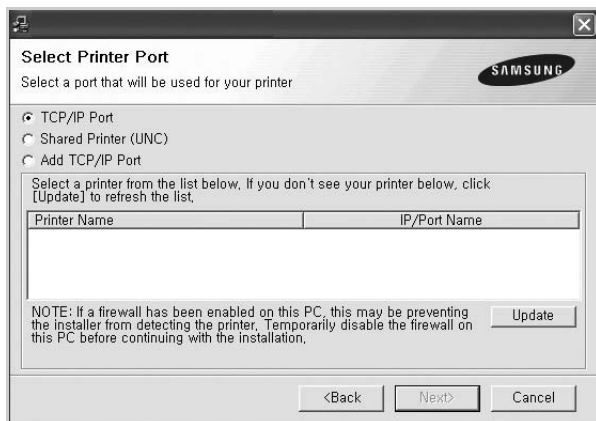 Select Printer Port
Select a port that will be used for your printer
SAMSUNG
TCP/IP Port
Shared Printer (UNC)
Add TCP/IP Port
Select a printer from the list below, If you don't see your printer below, click
[Update] to refresh the list,
Printer Name IP/Port Name
NOTE: If a firewall has been enabled on this PC, this may be preventing
the installer from detecting the printer, Temporarily disable the firewall on
this PC before continuing with the installation,
Update
<Back Next> Cancel